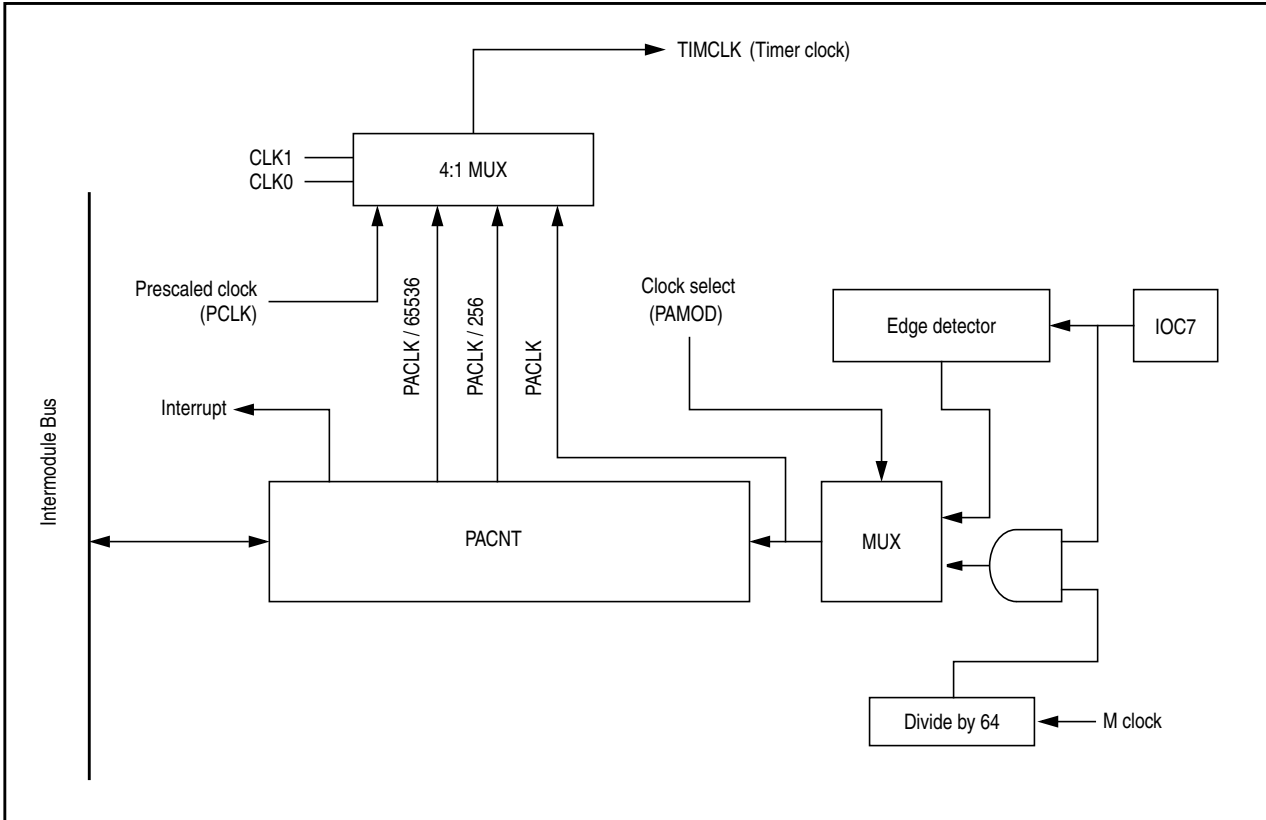 TIMCLK (Timer clock)
CLK1
CLK0
4:1 MUX
Prescaled clock
(PCLK)
PACLK / 65536
PACLK / 256
PACLK
Clock select
(PAMOD)
Edge detector
IOC7
Interrupt
Intermodule Bus
PACNT
MUX
Divide by 64
M clock